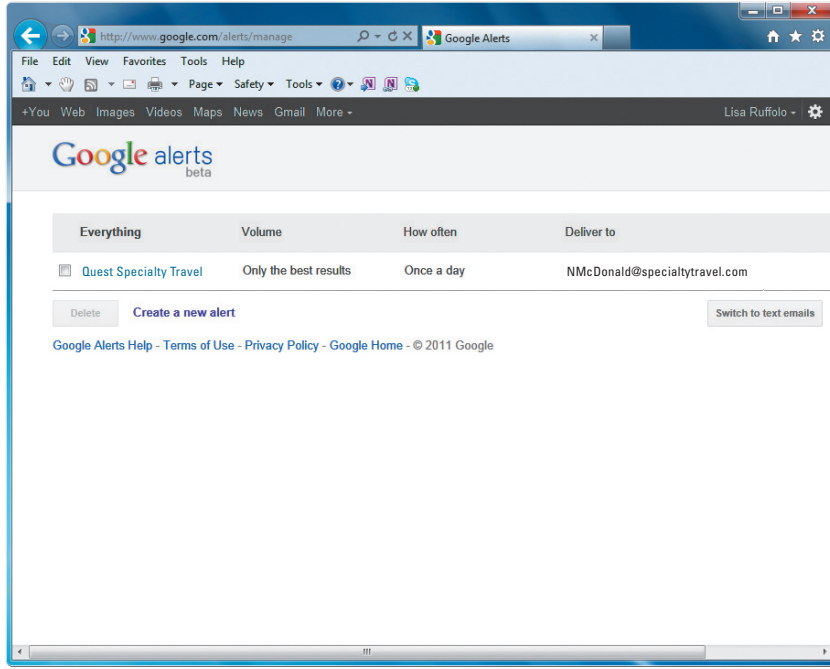 http://www.google.com/alerts/manage
Google Alerts
File Edit View Favorites Tools Help
Page Safety Tools
+You Web Images Videos Maps News Gmail More
Lisa Ruffolo
Google alerts
beta
Everything Volume How often Deliver to
Quest Specialty Travel Only the best results Once a day NMcDonald@specialtytravel.com
Delete Create a new alert Switch to text emails
Google Alerts Help - Terms of Use - Privacy Policy - Google Home - © 2011 Google